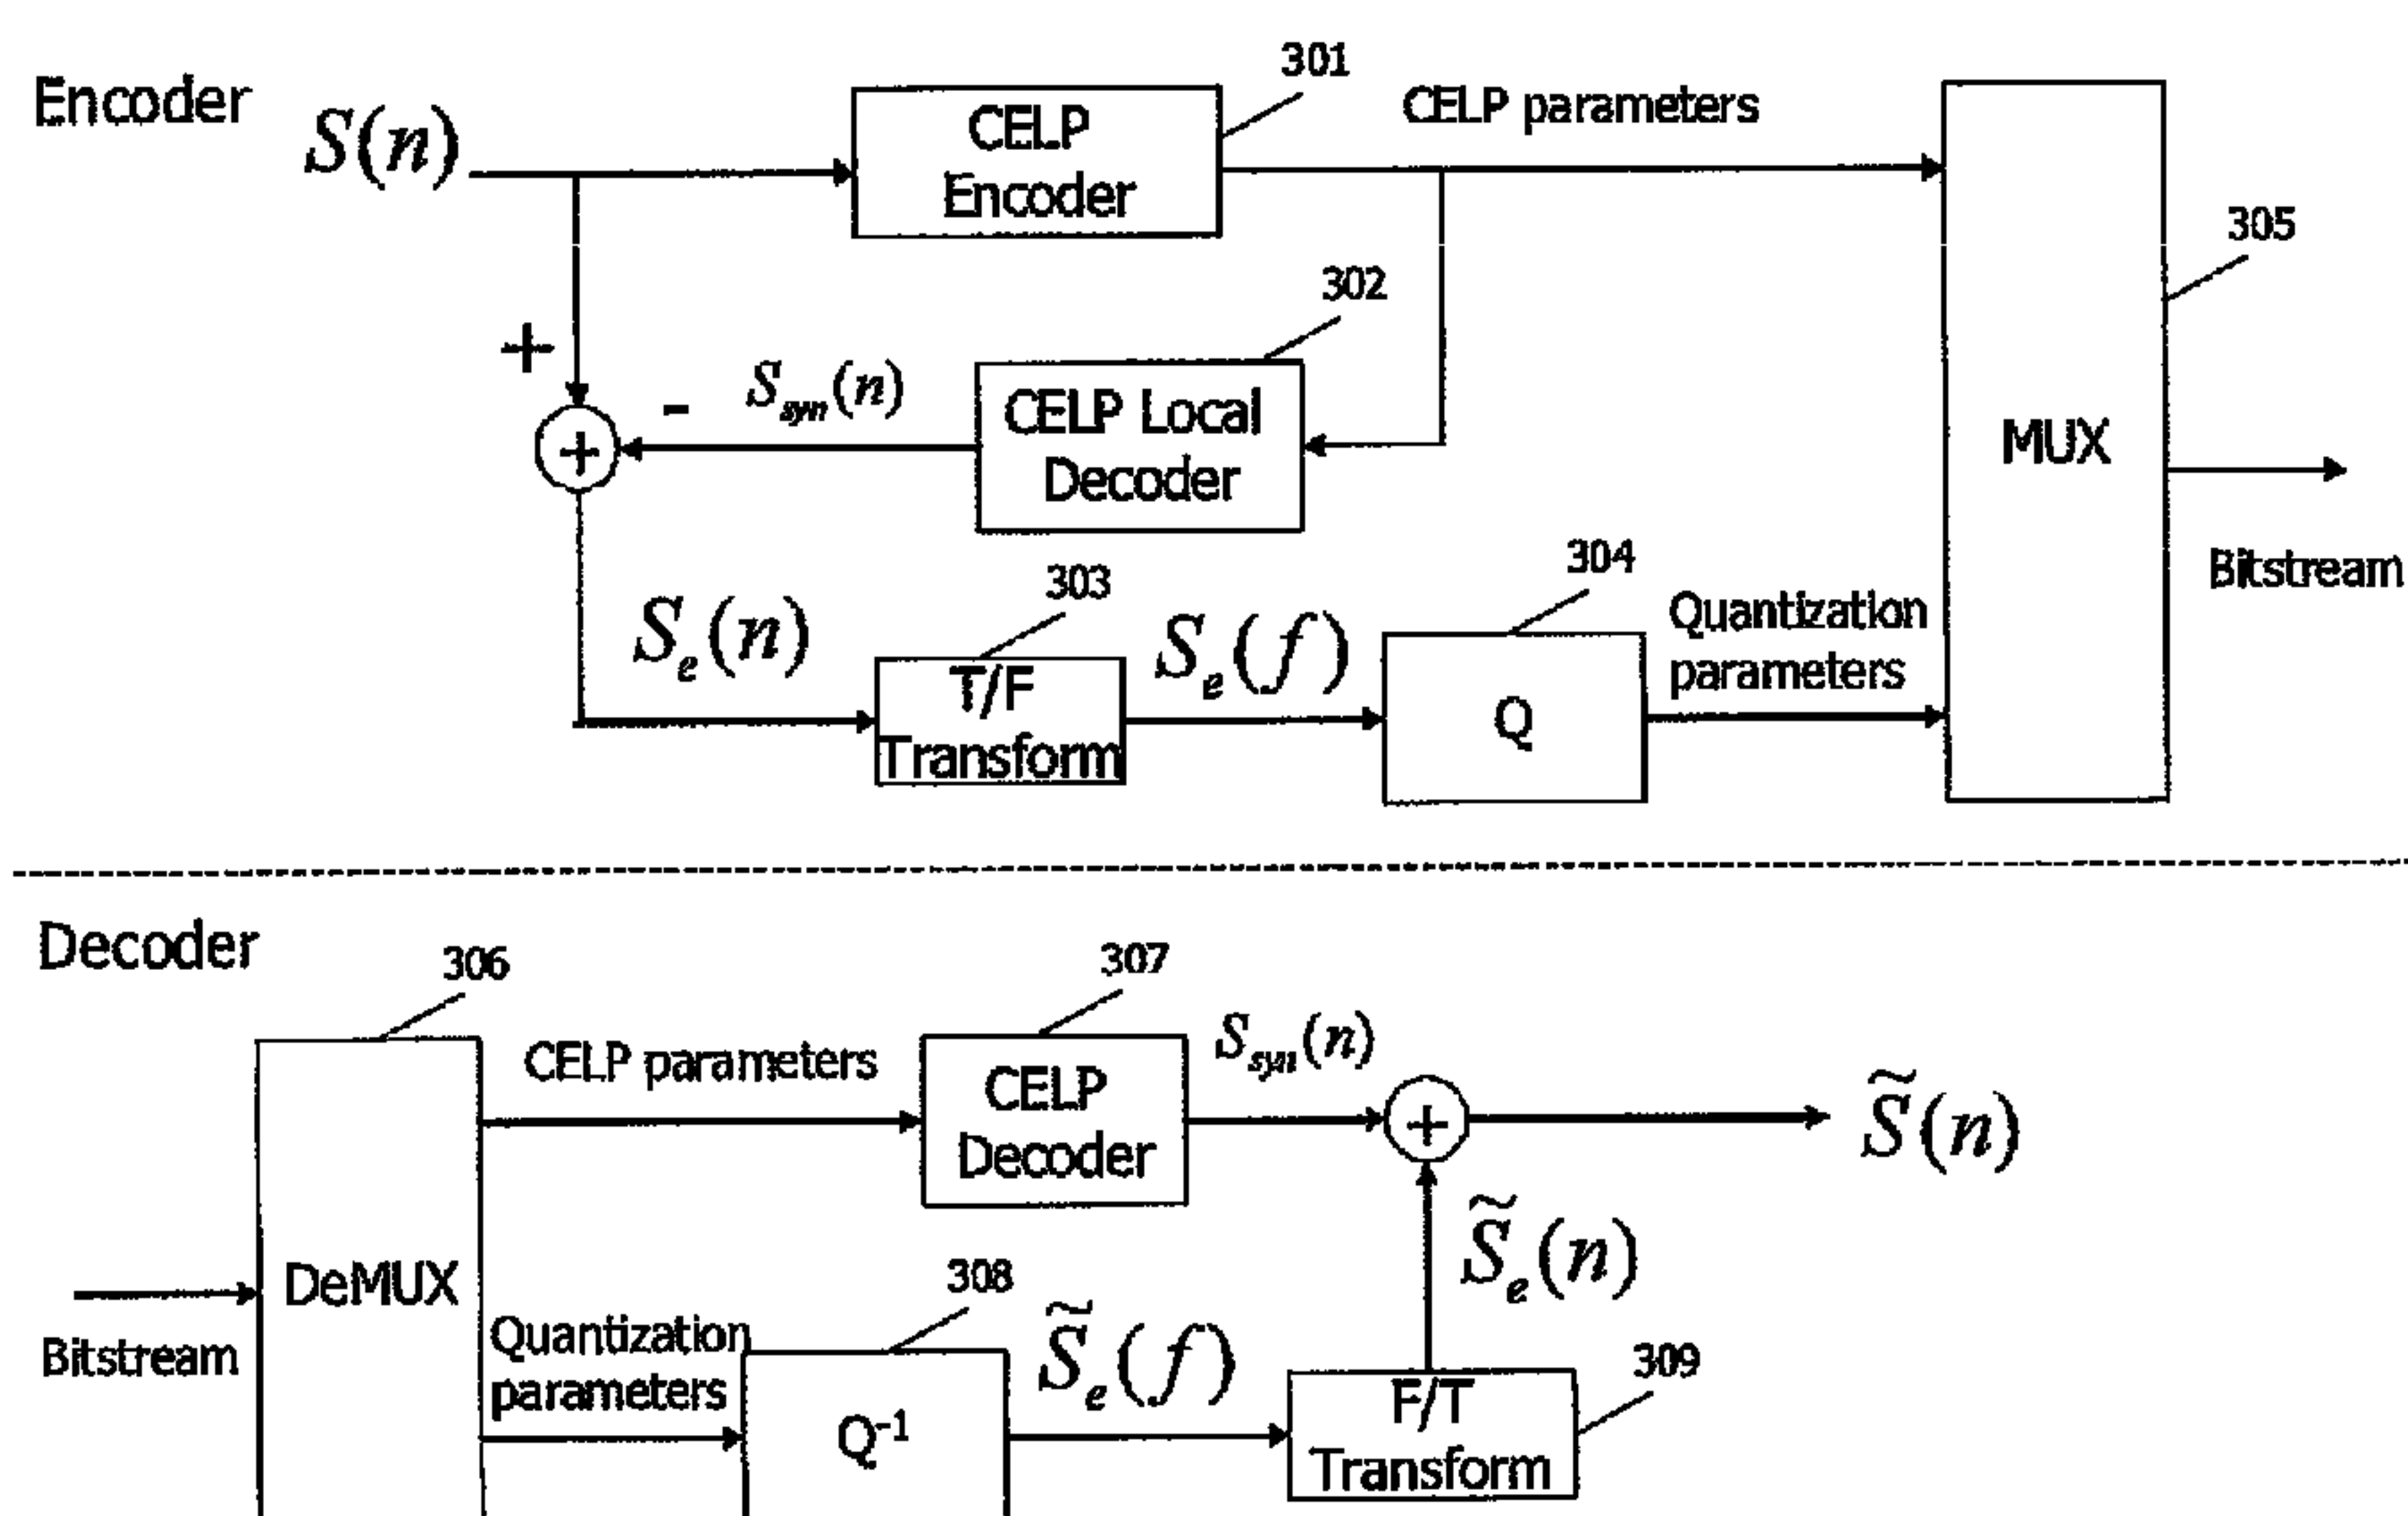 Encoder
S(n)
CELP
Encoder
301
CELP parameters
MUX
305
Bitstream
302
+
-
S_syn(n)
CELP Local
Decoder
+
S_e(n)
303
T/F
Transform
S_e(f)
304
Q
Quantization
parameters
Decoder
306
DeMUX
Bitstream
CELP parameters
307
CELP
Decoder
S_syn(n)
+
S̃(n)
S̃_e(n)
Quantization
parameters
308
Q⁻¹
S̃_e(f)
309
F/T
Transform